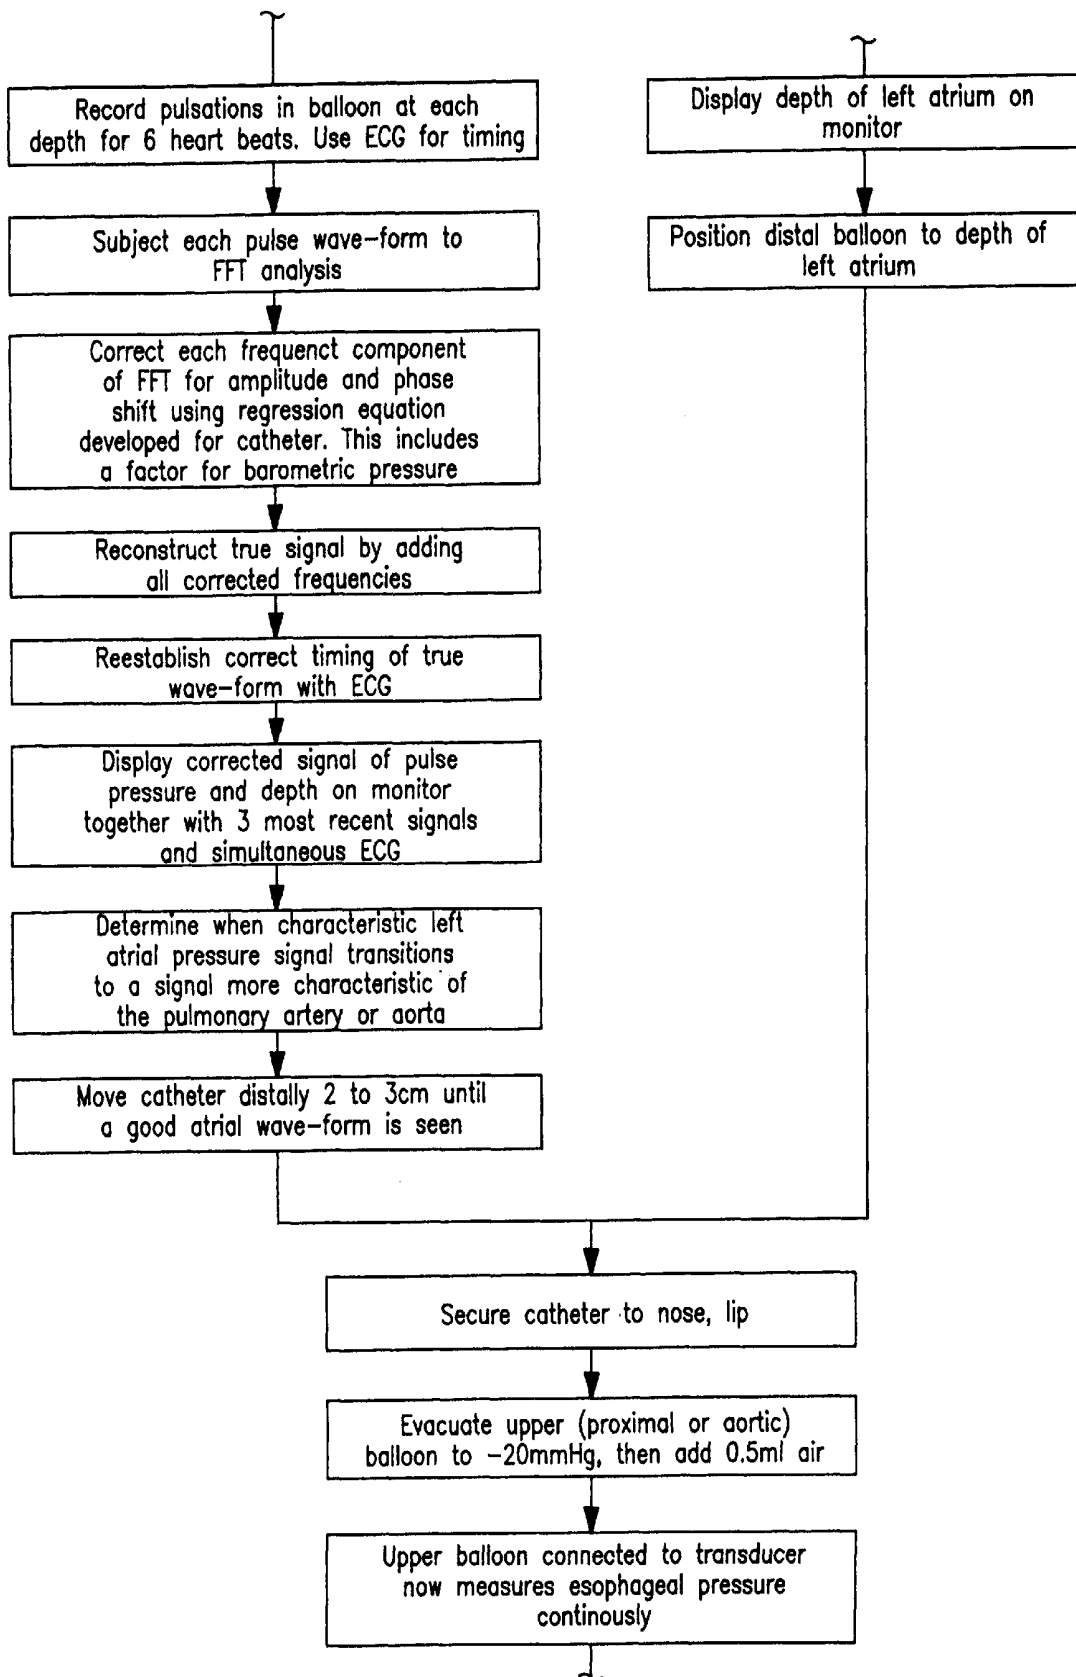 Record pulsations in balloon at each
depth for 6 heart beats. Use ECG for timing
Subject each pulse wave-form to
FFT analysis
Correct each frequenct component
of FFT for amplitude and phase
shift using regression equation
developed for catheter. This includes
a factor for barometric pressure
Reconstruct true signal by adding
all corrected frequencies
Reestablish correct timing of true
wave-form with ECG
Display corrected signal of pulse
pressure and depth on monitor
together with 3 most recent signals
and simultaneous ECG
Determine when characteristic left
atrial pressure signal transitions
to a signal more characteristic of
the pulmonary artery or aorta
Move catheter distally 2 to 3cm until
a good atrial wave-form is seen
Display depth of left atrium on
monitor
Position distal balloon to depth of
left atrium
Secure catheter to nose, lip
Evacuate upper (proximal or aortic)
balloon to -20mmHg, then add 0.5ml air
Upper balloon connected to transducer
now measures esophageal pressure
continously